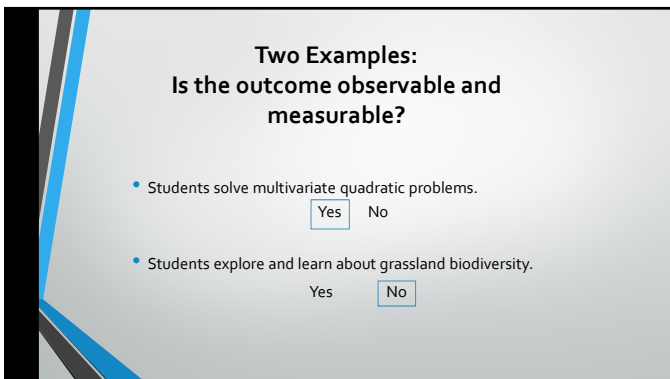 Two Examples:
Is the outcome observable and
measurable?
• Students solve multivariate quadratic problems.
Yes No
• Students explore and learn about grassland biodiversity.
Yes No